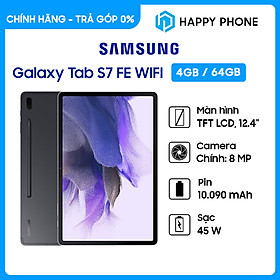 CHÍNH HÃNG - TRẢ GÓP 0%
HAPPY PHONE
SAMSUNG
Galaxy Tab S7 FE WIFI
4GB / 64GB
Màn hình
TFT LCD, 12.4"
Camera
Chính: 8 MP
Pin
10.090 mAh
Sạc
45 W